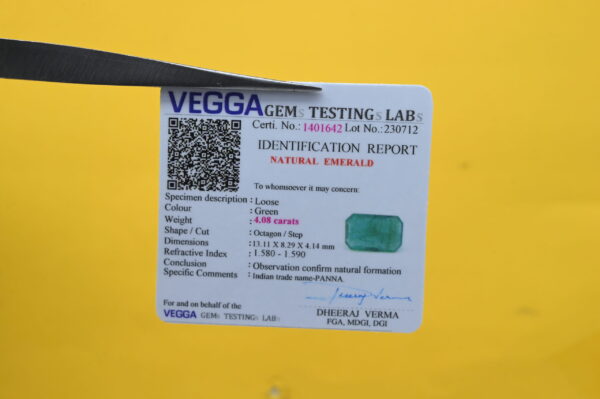 VEGGA GEMs TESTINGs LABs
Certi. No.: 1401642 Lot No.: 230712
IDENTIFICATION REPORT
NATURAL EMERALD
To whomsoever it may concern:
Specimen description : Loose
Colour : Green
Weight : 4.08 carats
Shape / Cut : Octagon / Step
Dimensions : 13.11 X 8.29 X 4.14 mm
Refractive Index : 1.580 - 1.590
Conclusion : Observation confirm natural formation
Specific Comments : Indian trade name-PANNA.
For and on behalf of the
VEGGA GEMs TESTINGs LABs
DHEERAJ VERMA
FGA, MDGI, DGI